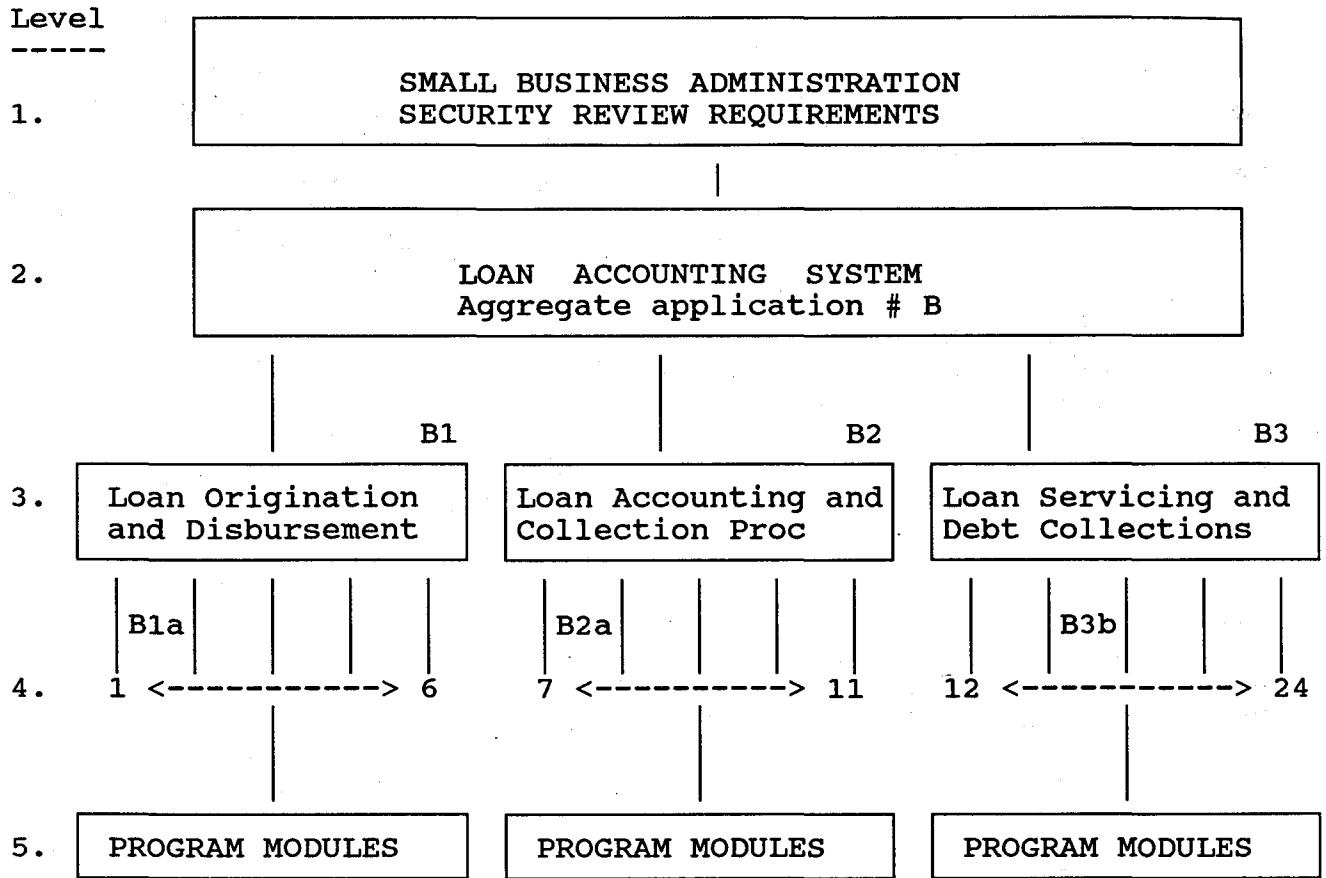 Level
-----
SMALL BUSINESS ADMINISTRATION
1. SECURITY REVIEW REQUIREMENTS
2. LOAN ACCOUNTING SYSTEM
Aggregate application # B
B1 B2 B3
3. Loan Origination Loan Accounting and Loan Servicing and
and Disbursement Collection Proc Debt Collections
B1a B2a B3b
4. 1 <------------> 6 7 <-----------> 11 12 <------------> 24
5. PROGRAM MODULES PROGRAM MODULES PROGRAM MODULES